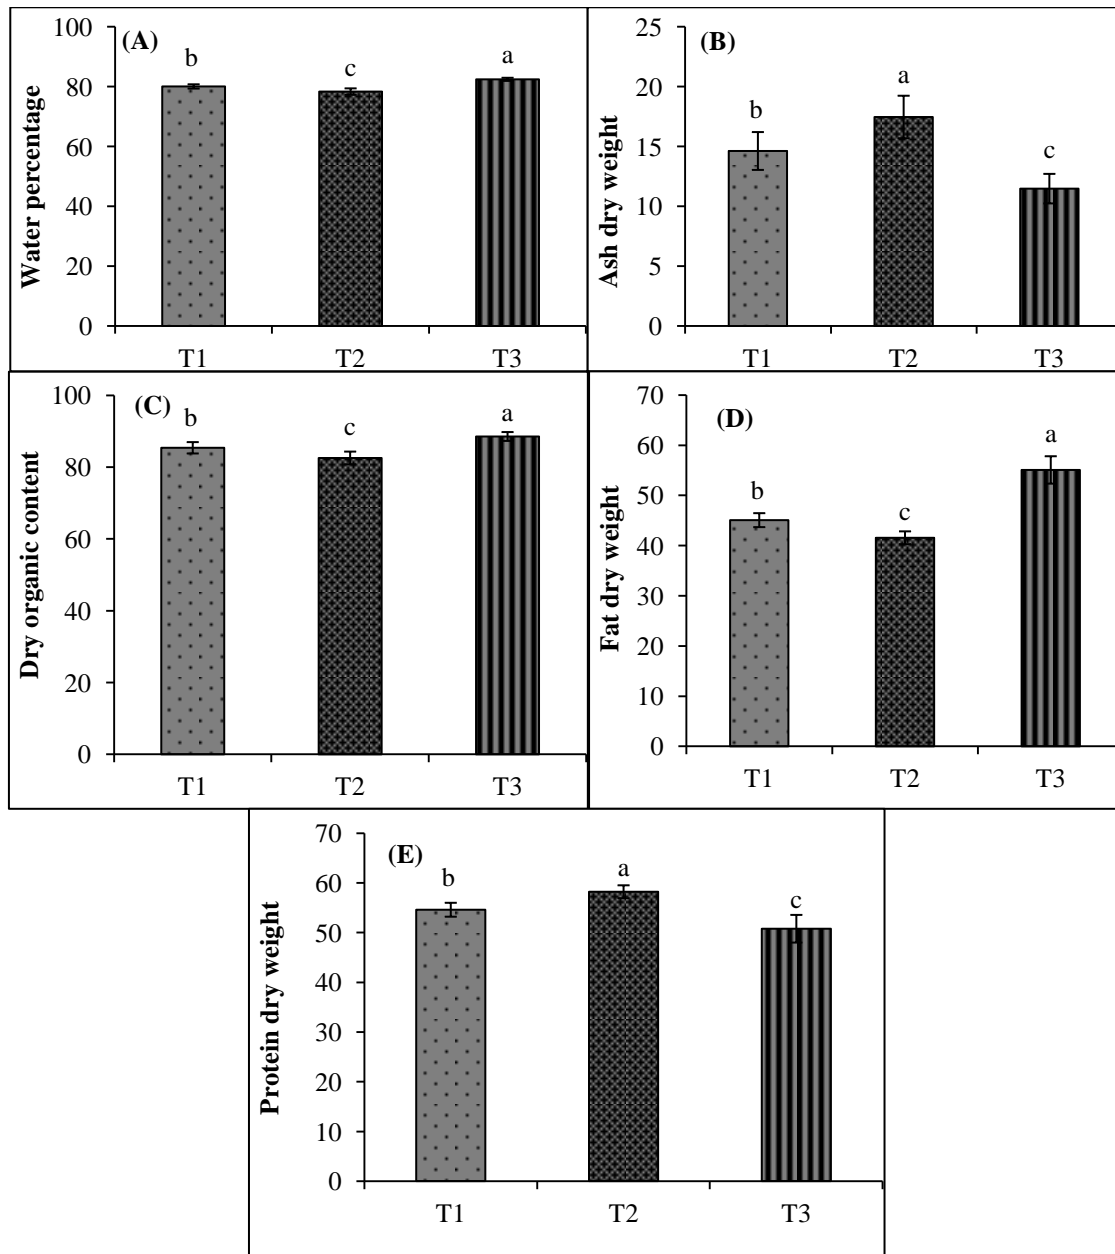 (A)
Water percentage
100
80
60
40
20
0
b
c
a
T1 T2 T3
(B)
Ash dry weight
25
20
15
10
5
0
b
a
c
T1 T2 T3
(C)
Dry organic content
100
80
60
40
20
0
b
c
a
T1 T2 T3
(D)
Fat dry weight
70
60
50
40
30
20
10
0
b
c
a
T1 T2 T3
(E)
Protein dry weight
70
60
50
40
30
20
10
0
b
a
c
T1 T2 T3